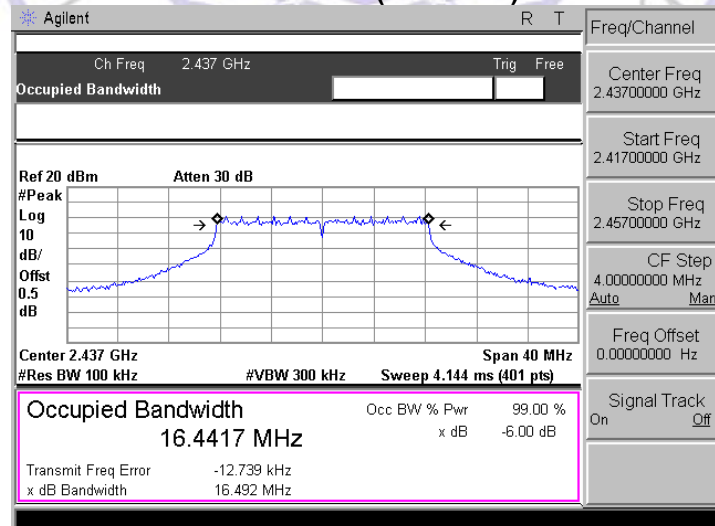 Agilent R T
Freq/Channel
Ch Freq 2.437 GHz Trig Free
Occupied Bandwidth
Center Freq
2.43700000 GHz
Start Freq
2.41700000 GHz
Stop Freq
2.45700000 GHz
CF Step
4.00000000 MHz
Auto Man
Freq Offset
0.00000000 Hz
Signal Track
On Off
Ref 20 dBm Atten 30 dB
#Peak
Log
10
dB/
Offst
0.5
dB
Center 2.437 GHz Span 40 MHz
#Res BW 100 kHz #VBW 300 kHz Sweep 4.144 ms (401 pts)
Occupied Bandwidth Occ BW % Pwr 99.00 %
16.4417 MHz x dB -6.00 dB
Transmit Freq Error -12.739 kHz
x dB Bandwidth 16.492 MHz